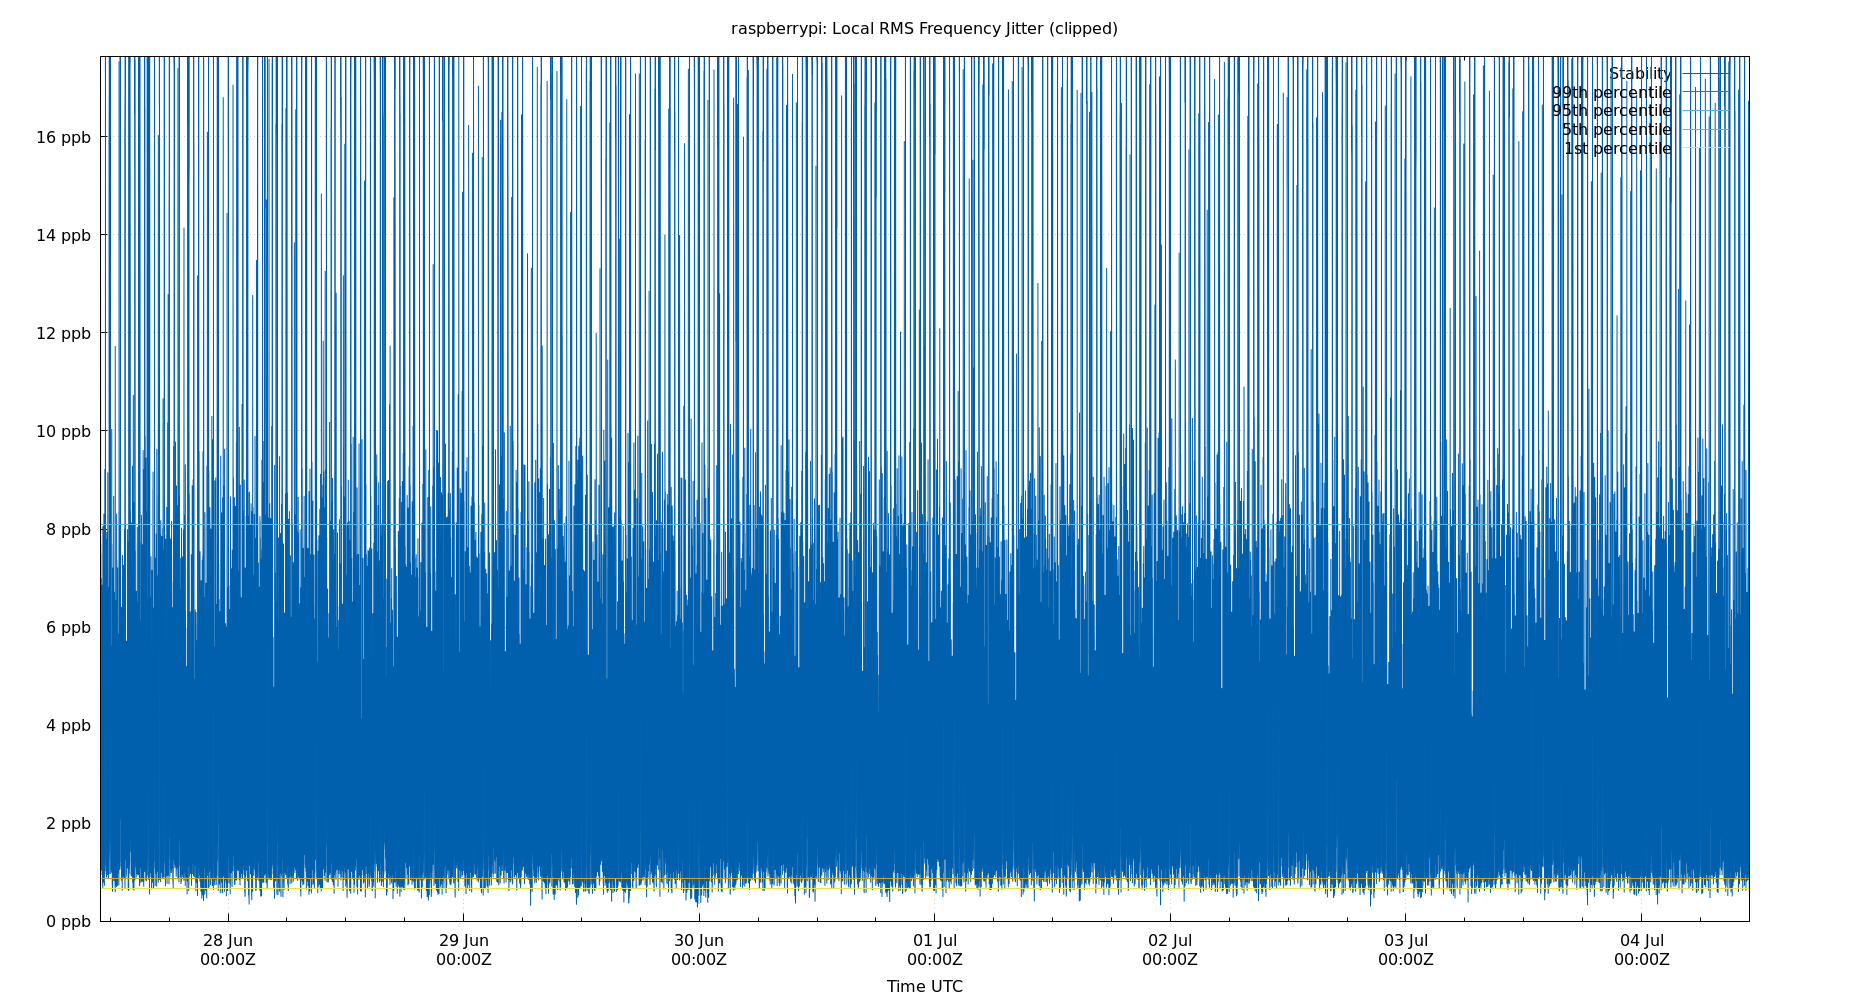 raspberrypi: Local RMS Frequency Jitter (clipped)
Stability
99th percentile
95th percentile
5th percentile
1st percentile
16 ppb
14 ppb
12 ppb
10 ppb
8 ppb
6 ppb
4 ppb
2 ppb
0 ppb
28 Jun 29 Jun 30 Jun 01 Jul 02 Jul 03 Jul 04 Jul
00:00Z 00:00Z 00:00Z 00:00Z 00:00Z 00:00Z 00:00Z
Time UTC